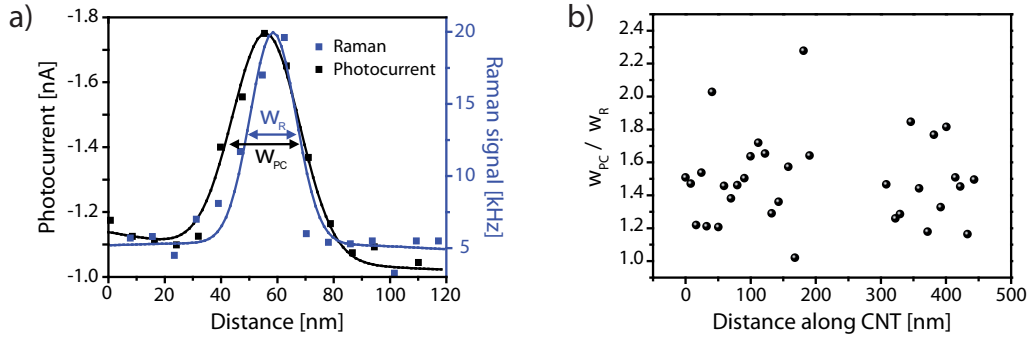 a)
Photocurrent [nA]
-1.8
-1.6
-1.4
-1.2
-1.0
Raman
Photocurrent
W_R
W_PC
20
15
10
5
0
Raman signal [kHz]
0 20 40 60 80 100 120
Distance [nm]
b)
w_PC / w_R
2.4
2.2
2.0
1.8
1.6
1.4
1.2
1.0
0 100 200 300 400 500
Distance along CNT [nm]